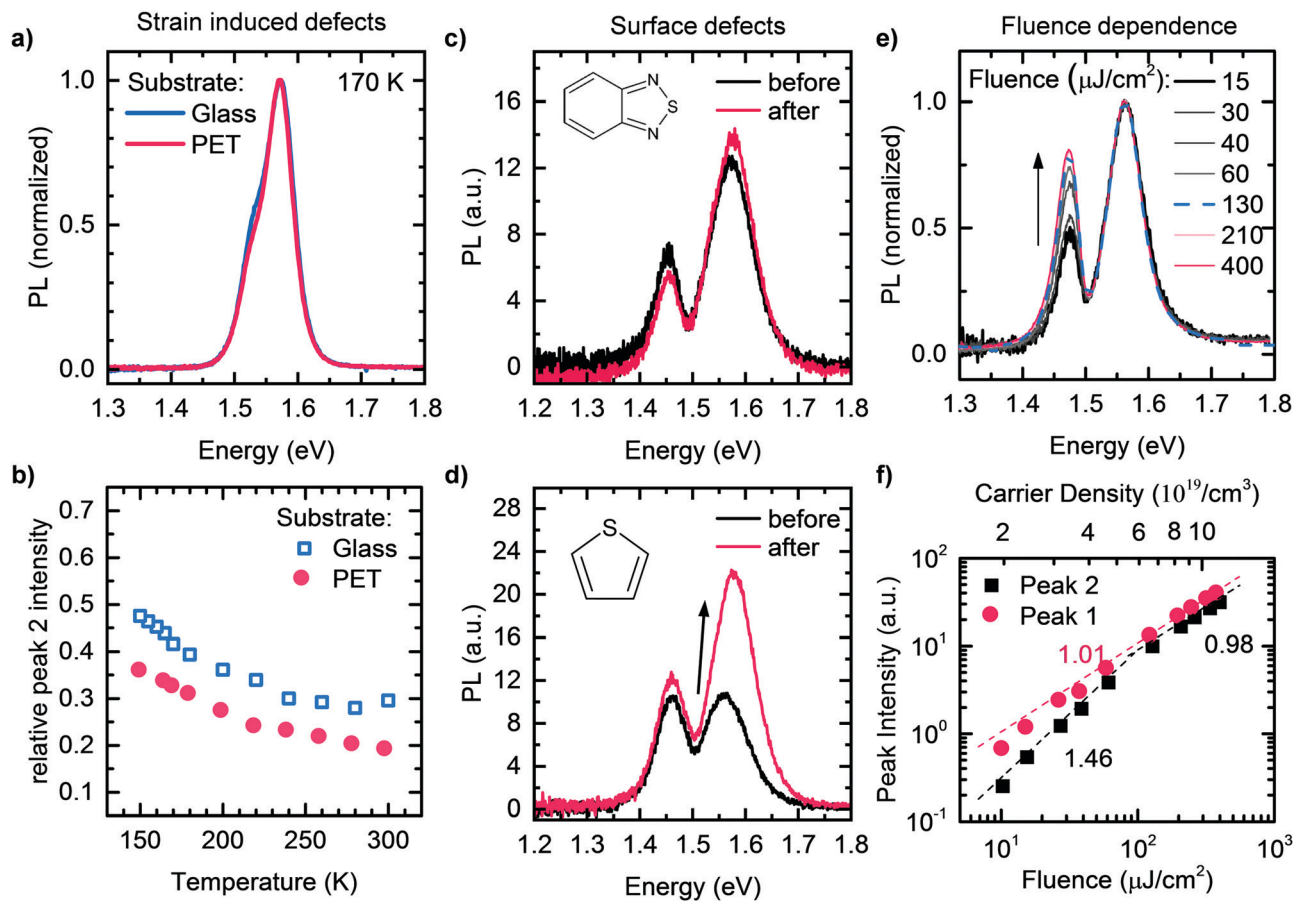 Strain induced defects
a)
Substrate:
170 K
Glass
PET
1.0
0.5
0.0
PL (normalized)
1.3 1.4 1.5 1.6 1.7 1.8
Energy (eV)
b)
Substrate:
Glass
PET
0.7
0.6
0.5
0.4
0.3
0.2
0.1
relative peak 2 intensity
150 200 250 300
Temperature (K)
Surface defects
c)
N
S
N
before
after
16
12
8
4
0
PL (a.u.)
1.2 1.3 1.4 1.5 1.6 1.7 1.8
Energy (eV)
d)
S
before
after
28
24
20
16
12
8
4
0
PL (a.u.)
1.2 1.3 1.4 1.5 1.6 1.7 1.8
Energy (eV)
Fluence dependence
e)
Fluence (μJ/cm²):
15
30
40
60
130
210
400
1.0
0.5
0.0
PL (normalized)
1.3 1.4 1.5 1.6 1.7 1.8
Energy (eV)
f)
Carrier Density (10¹⁹/cm³)
2 4 6 8 10
Peak 2
Peak 1
1.01
0.98
1.46
10²
10¹
10⁰
10⁻¹
Peak Intensity (a.u.)
10¹ 10² 10³
Fluence (μJ/cm²)